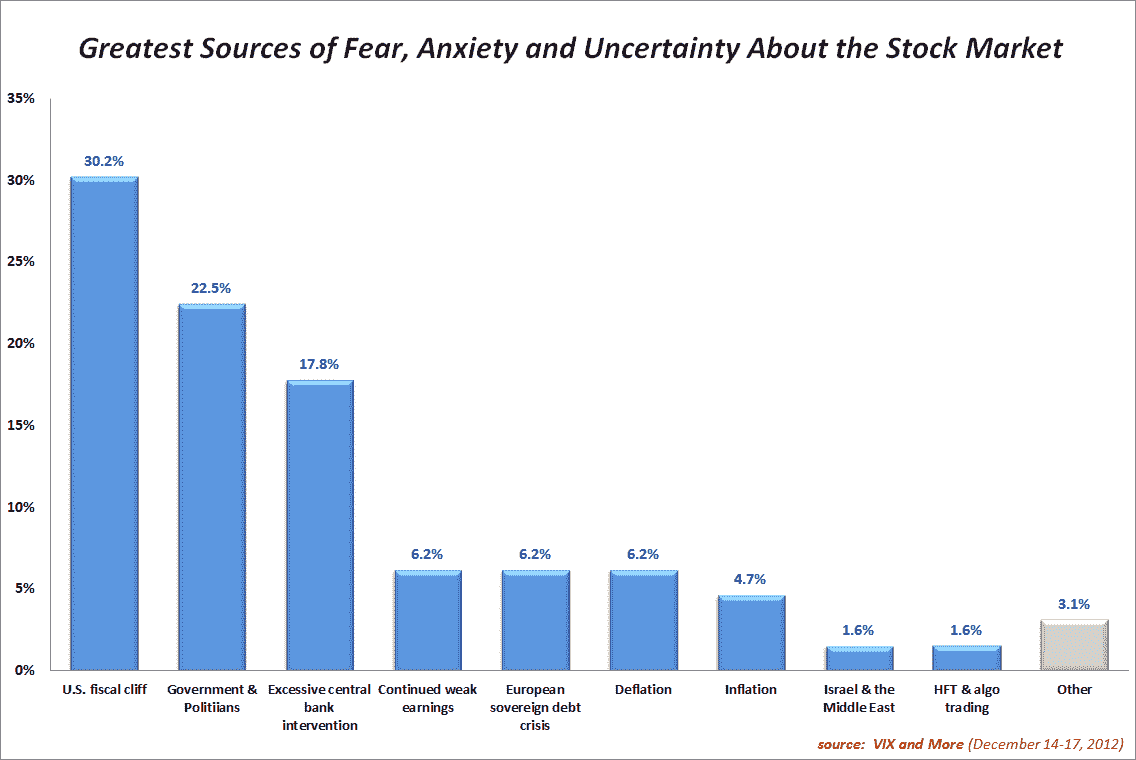 Greatest Sources of Fear, Anxiety and Uncertainty About the Stock Market
35%
30%
25%
20%
15%
10%
5%
0%
30.2%
22.5%
17.8%
6.2%
6.2%
6.2%
4.7%
1.6%
1.6%
3.1%
U.S. fiscal cliff
Government &
Politiians
Excessive central
bank
intervention
Continued weak
earnings
European
sovereign debt
crisis
Deflation
Inflation
Israel & the
Middle East
HFT & algo
trading
Other
source: VIX and More (December 14-17, 2012)